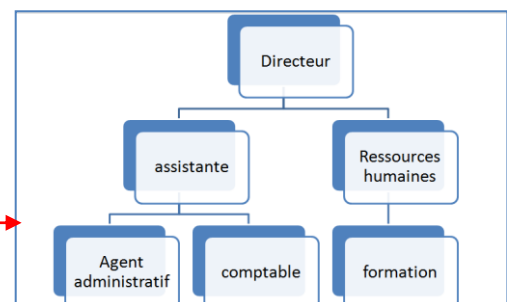 Directeur
assistante
Ressources
humaines
Agent
administratif
comptable
formation